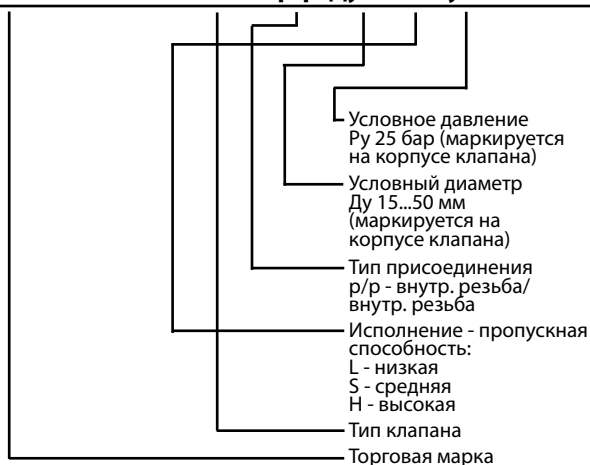 Условное давление
Ру 25 бар (маркируется
на корпусе клапана)
Условный диаметр
Ду 15...50 мм
(маркируется на
корпусе клапана)
Тип присоединения
р/р - внутр. резьба/
внутр. резьба
Исполнение - пропускная
способность:
L - низкая
S - средняя
H - высокая
Тип клапана
Торговая марка